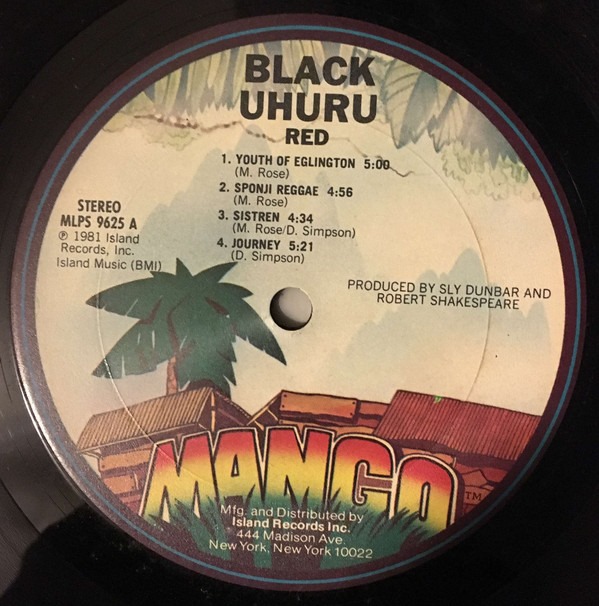 BLACK
UHURU
RED
1. YOUTH OF EGLINGTON 5:00
(M. Rose)
2. SPONJI REGGAE 4:56
(M. Rose)
3. SISTREN 4:34
(M. Rose/D. Simpson)
4. JOURNEY 5:21
(D. Simpson)
STEREO
MLPS 9625 A
Ⓟ 1981 Island
Records, Inc.
Island Music (BMI)
PRODUCED BY SLY DUNBAR AND
ROBERT SHAKESPEARE
MANGO TM
Mfg. and Distributed by
Island Records Inc.
444 Madison Ave.
New York, New York 10022